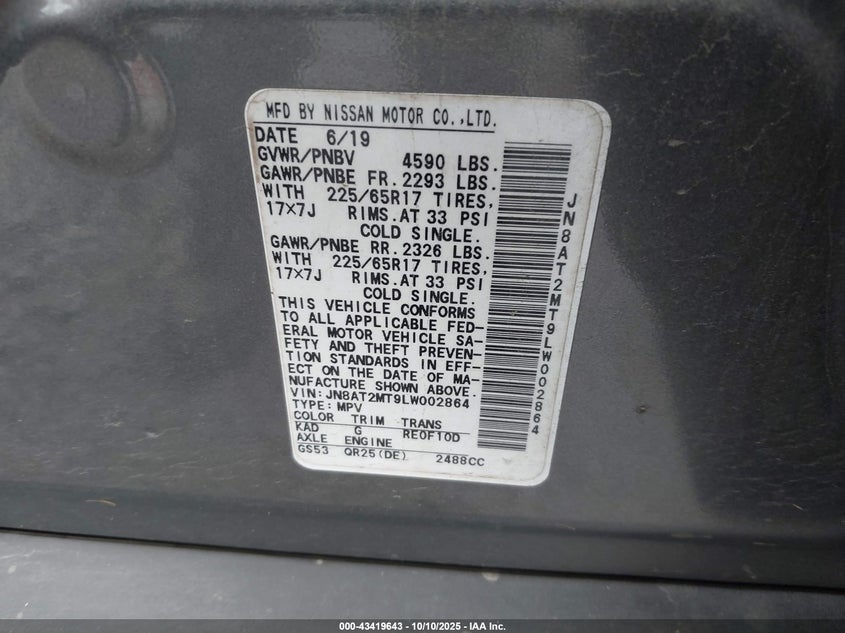 MFD BY NISSAN MOTOR CO.,LTD.
DATE 6/19
GVWR/PNBV 4590 LBS.
GAWR/PNBE FR.2293 LBS.
WITH 225/65R17 TIRES,
17×7J RIMS.AT 33 PSI
COLD SINGLE.
GAWR/PNBE RR.2326 LBS.
WITH 225/65R17 TIRES,
17×7J RIMS.AT 33 PSI
COLD SINGLE.
THIS VEHICLE CONFORMS
TO ALL APPLICABLE FED-
ERAL MOTOR VEHICLE SA-
FETY AND THEFT PREVEN-
TION STANDARDS IN EFF-
ECT ON THE DATE OF MA-
NUFACTURE SHOWN ABOVE.
VIN:JN8AT2MT9LW002864
TYPE:MPV
COLOR TRIM TRANS
KAD G RE0F10D
AXLE ENGINE
GS53 QR25(DE) 2488CC
JN8AT2MT9LW002864
000-43419643 - 10/10/2025 - IAA Inc.